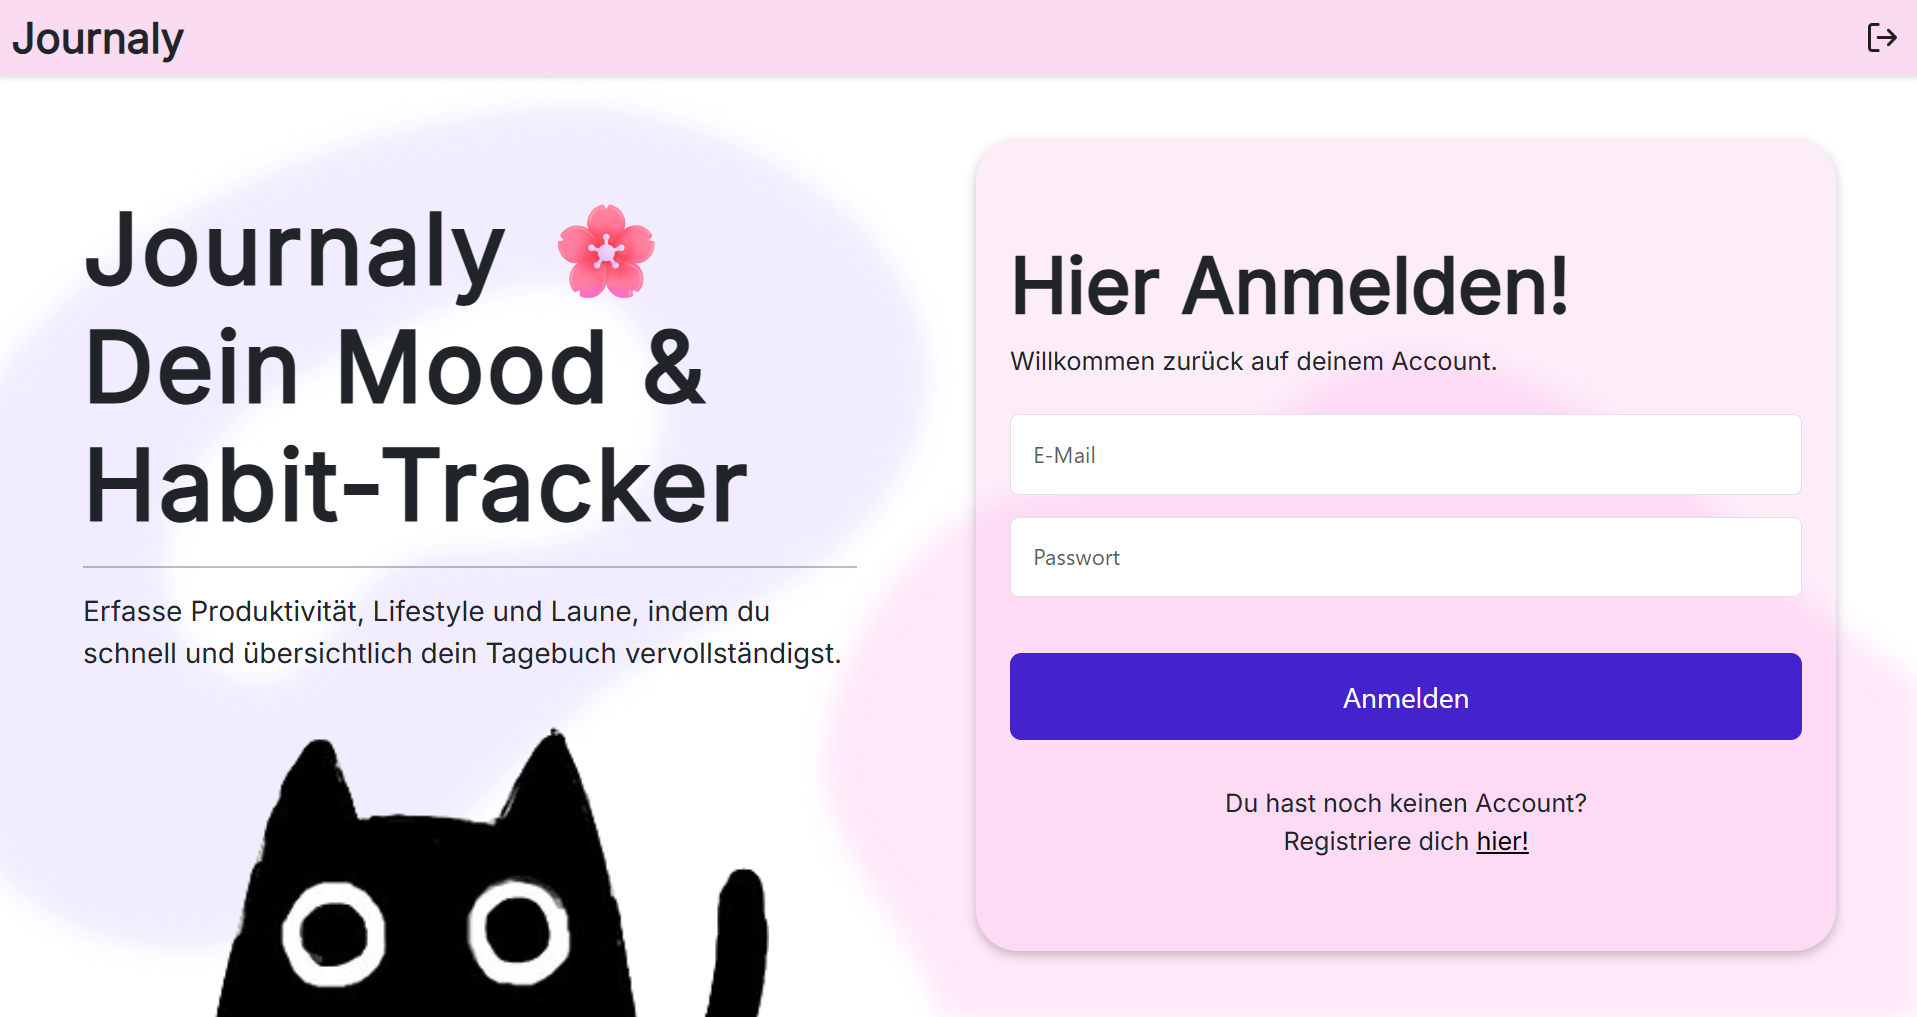 Journaly
Journaly 🌸
Dein Mood &
Habit-Tracker
Erfasse Produktivität, Lifestyle und Laune, indem du
schnell und übersichtlich dein Tagebuch vervollständigst.
Hier Anmelden!
Willkommen zurück auf deinem Account.
E-Mail
Passwort
Anmelden
Du hast noch keinen Account?
Registriere dich hier!